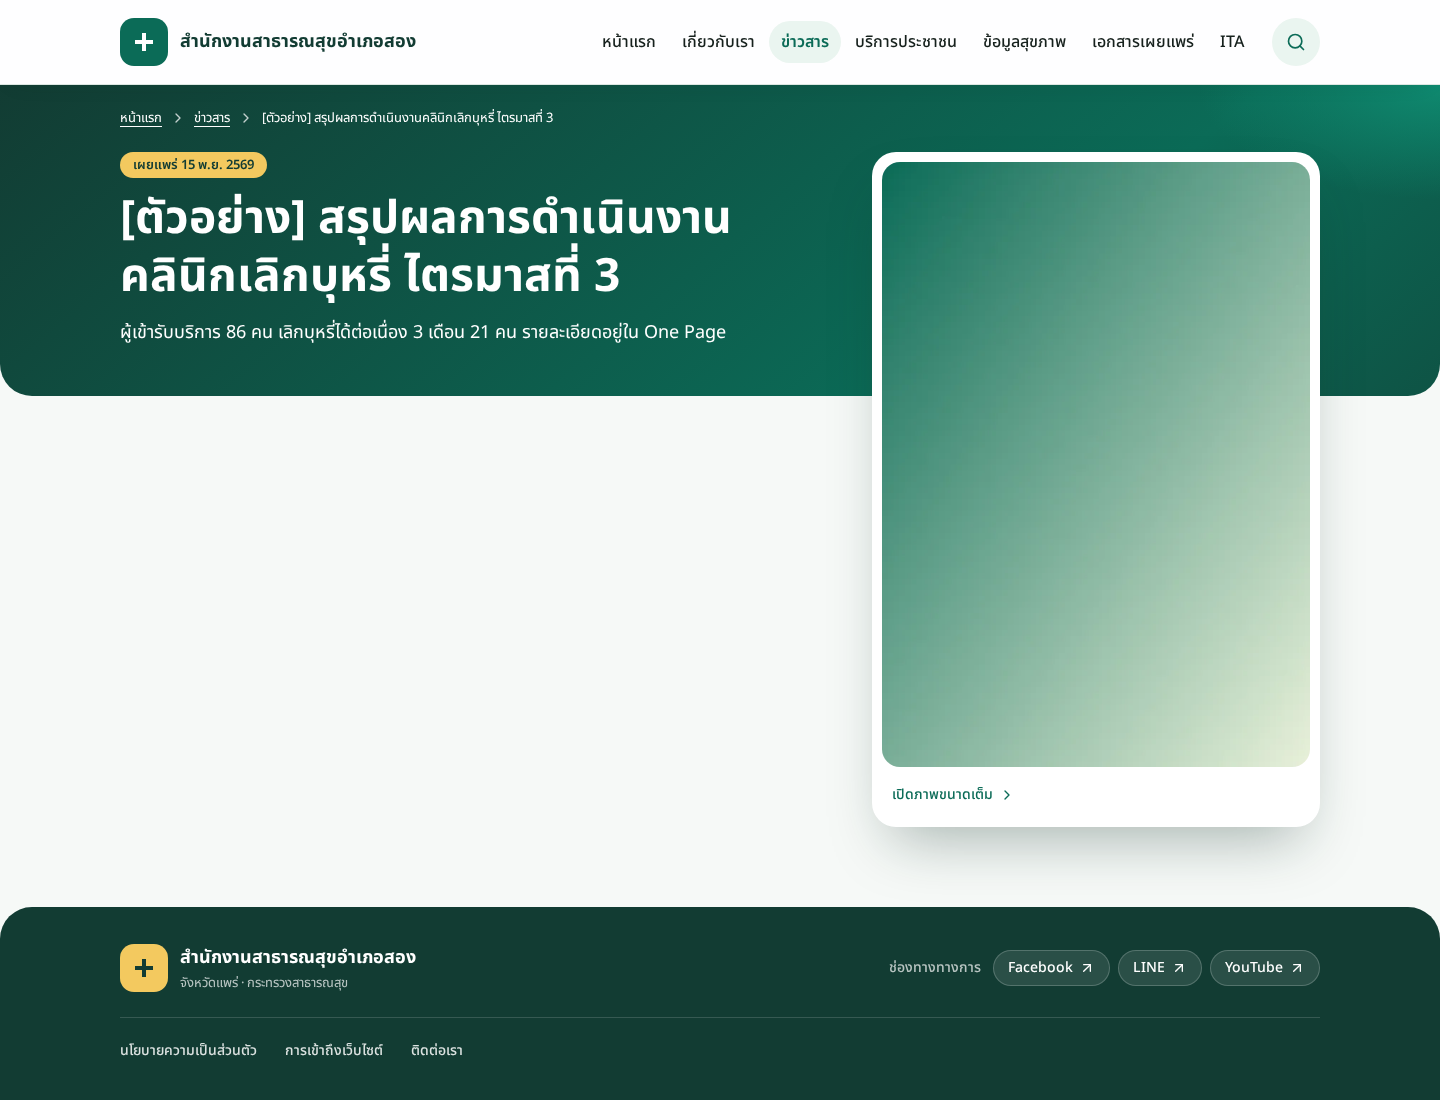 สำนักงานสาธารณสุขอำเภอสอง
หน้าแรก
เกี่ยวกับเรา
ข่าวสาร
บริการประชาชน
ข้อมูลสุขภาพ
เอกสารเผยแพร่
ITA
หน้าแรก
ข่าวสาร
[ตัวอย่าง] สรุปผลการดำเนินงานคลินิกเลิกบุหรี่ ไตรมาสที่ 3
เผยแพร่ 15 พ.ย. 2569
[ตัวอย่าง] สรุปผลการดำเนินงาน
คลินิกเลิกบุหรี่ ไตรมาสที่ 3
ผู้เข้ารับบริการ 86 คน เลิกบุหรี่ได้ต่อเนื่อง 3 เดือน 21 คน รายละเอียดอยู่ใน One Page
เปิดภาพขนาดเต็ม
สำนักงานสาธารณสุขอำเภอสอง
จังหวัดแพร่ · กระทรวงสาธารณสุข
ช่องทางทางการ
Facebook
LINE
YouTube
นโยบายความเป็นส่วนตัว
การเข้าถึงเว็บไซต์
ติดต่อเรา